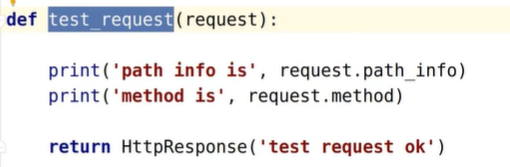 def test_request(request):
print('path info is', request.path_info)
print('method is', request.method)
return HttpResponse('test request ok')